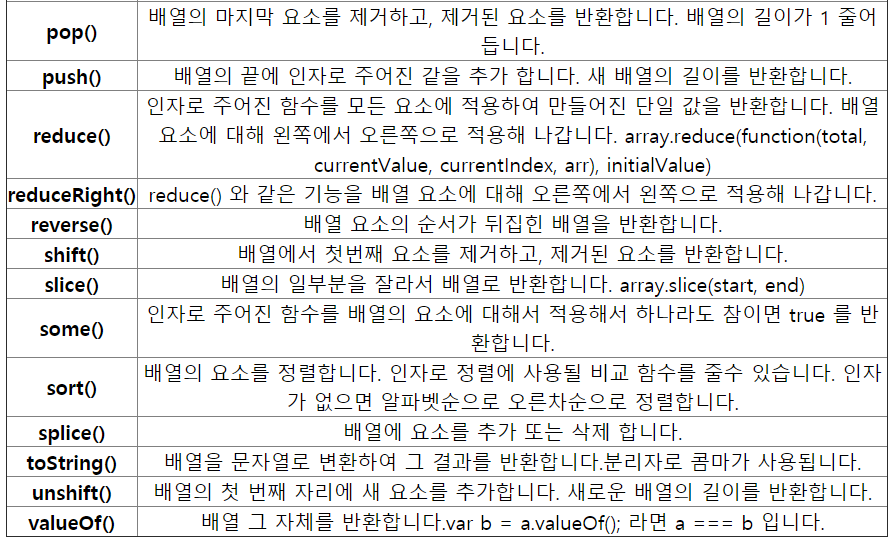 pop()
배열의 마지막 요소를 제거하고, 제거된 요소를 반환합니다. 배열의 길이가 1 줄어
듭니다.
push()
배열의 끝에 인자로 주어진 같을 추가 합니다. 새 배열의 길이를 반환합니다.
reduce()
인자로 주어진 함수를 모든 요소에 적용하여 만들어진 단일 값을 반환합니다. 배열
요소에 대해 왼쪽에서 오른쪽으로 적용해 나갑니다. array.reduce(function(total,
currentValue, currentIndex, arr), initialValue)
reduceRight()
reduce() 와 같은 기능을 배열 요소에 대해 오른쪽에서 왼쪽으로 적용해 나갑니다.
reverse()
배열 요소의 순서가 뒤집힌 배열을 반환합니다.
shift()
배열에서 첫번째 요소를 제거하고, 제거된 요소를 반환합니다.
slice()
배열의 일부분을 잘라서 배열로 반환합니다. array.slice(start, end)
some()
인자로 주어진 함수를 배열의 요소에 대해서 적용해서 하나라도 참이면 true 를 반
환합니다.
sort()
배열의 요소를 정렬합니다. 인자로 정렬에 사용될 비교 함수를 줄수 있습니다. 인자
가 없으면 알파벳순으로 오른차순으로 정렬합니다.
splice()
배열에 요소를 추가 또는 삭제 합니다.
toString()
배열을 문자열로 변환하여 그 결과를 반환합니다.분리자로 콤마가 사용됩니다.
unshift()
배열의 첫 번째 자리에 새 요소를 추가합니다. 새로운 배열의 길이를 반환합니다.
valueOf()
배열 그 자체를 반환합니다.var b = a.valueOf(); 라면 a === b 입니다.